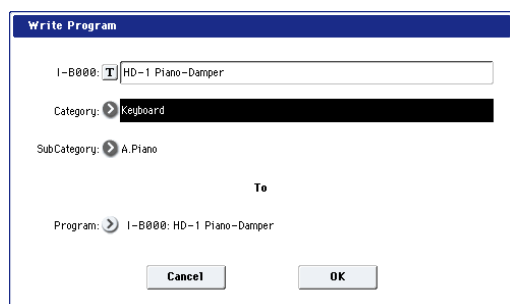 Write Program
I-B000: T HD-1 Piano-Damper
Category: Keyboard
SubCategory: A.Piano
To
Program: I-B000: HD-1 Piano-Damper
Cancel OK